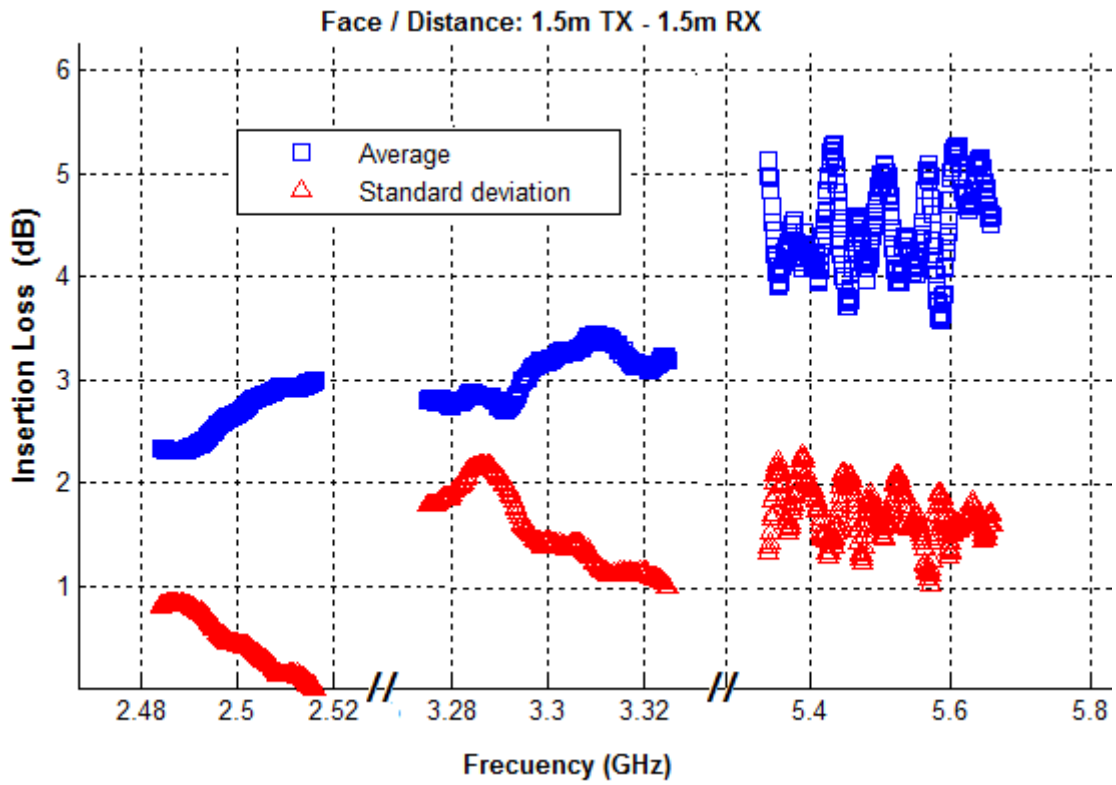 Face / Distance: 1.5m TX - 1.5m RX
6
5
4
3
2
1
Insertion Loss (dB)
Average
Standard deviation
2.48 2.5 2.52 // 3.28 3.3 3.32 // 5.4 5.6 5.8
Frecuency (GHz)